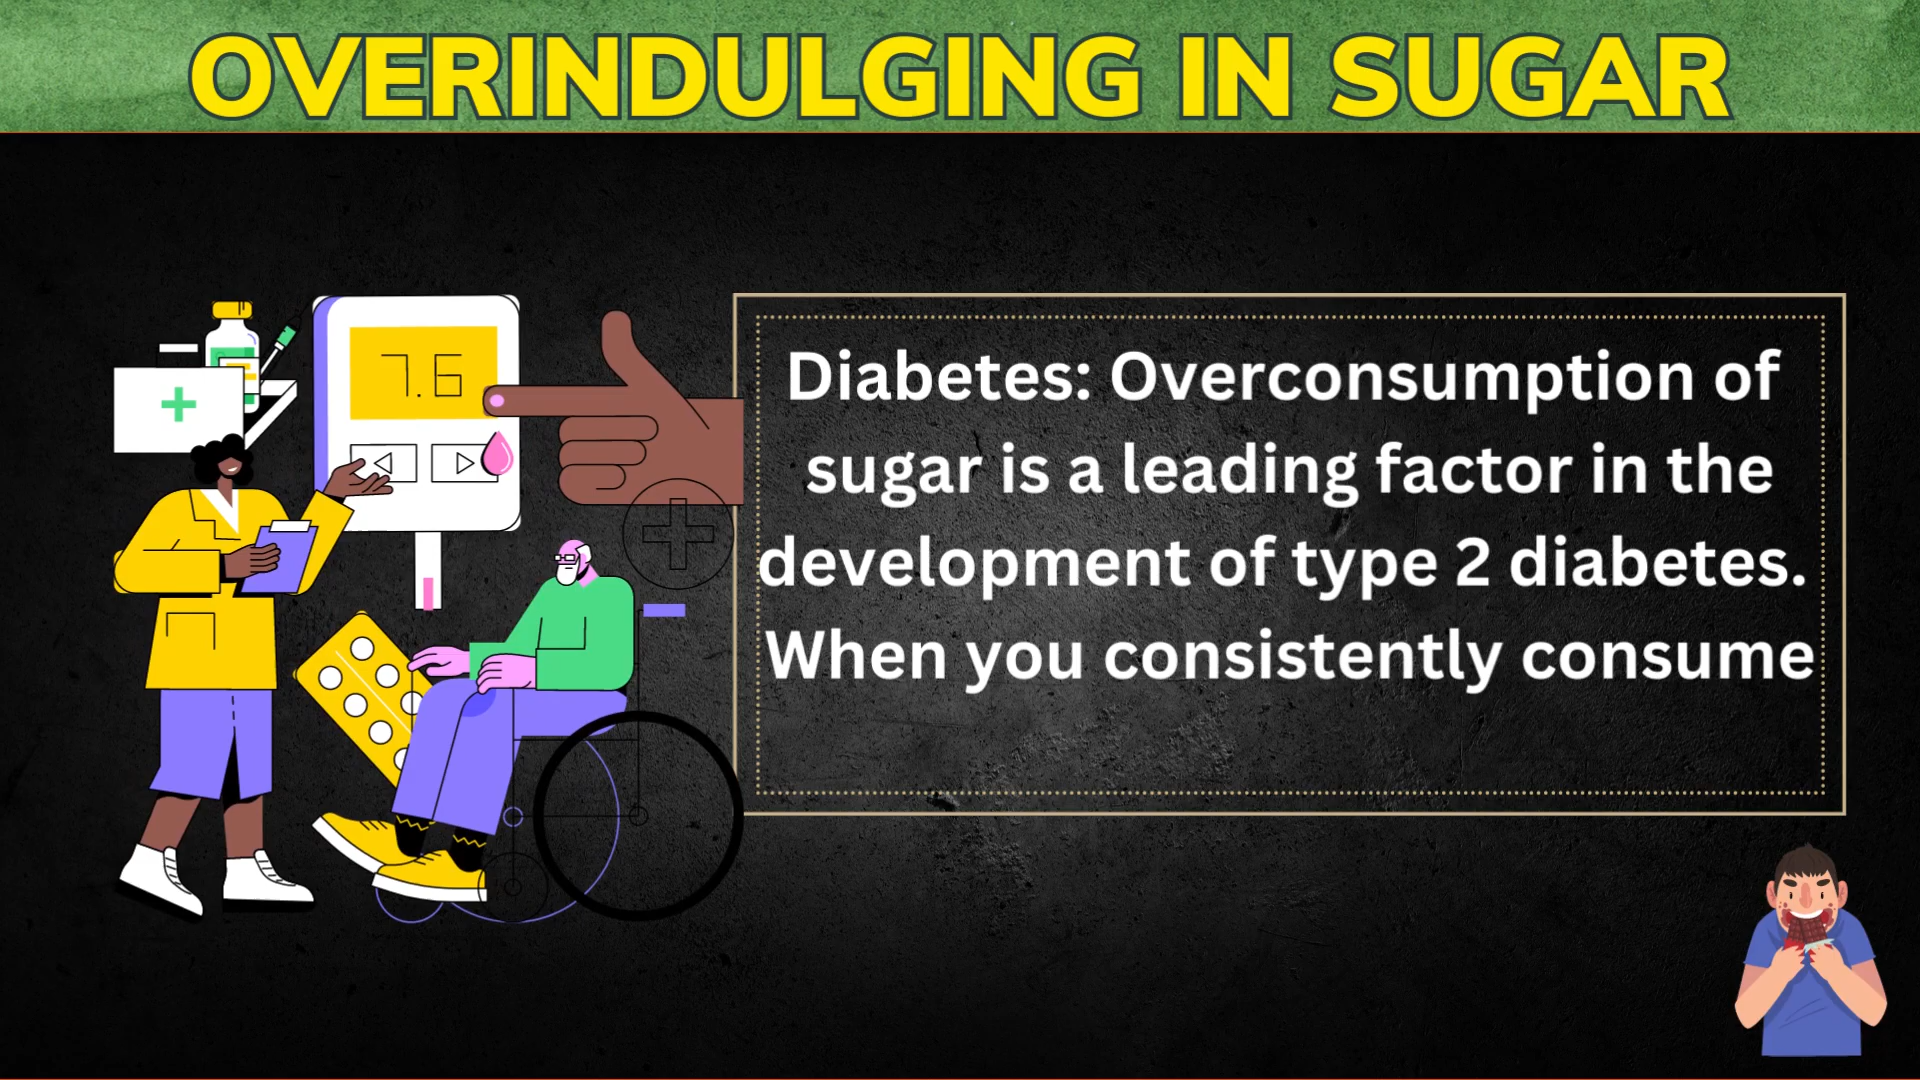 OVERINDULGING IN SUGAR
7.6
Diabetes: Overconsumption of
sugar is a leading factor in the
development of type 2 diabetes.
When you consistently consume